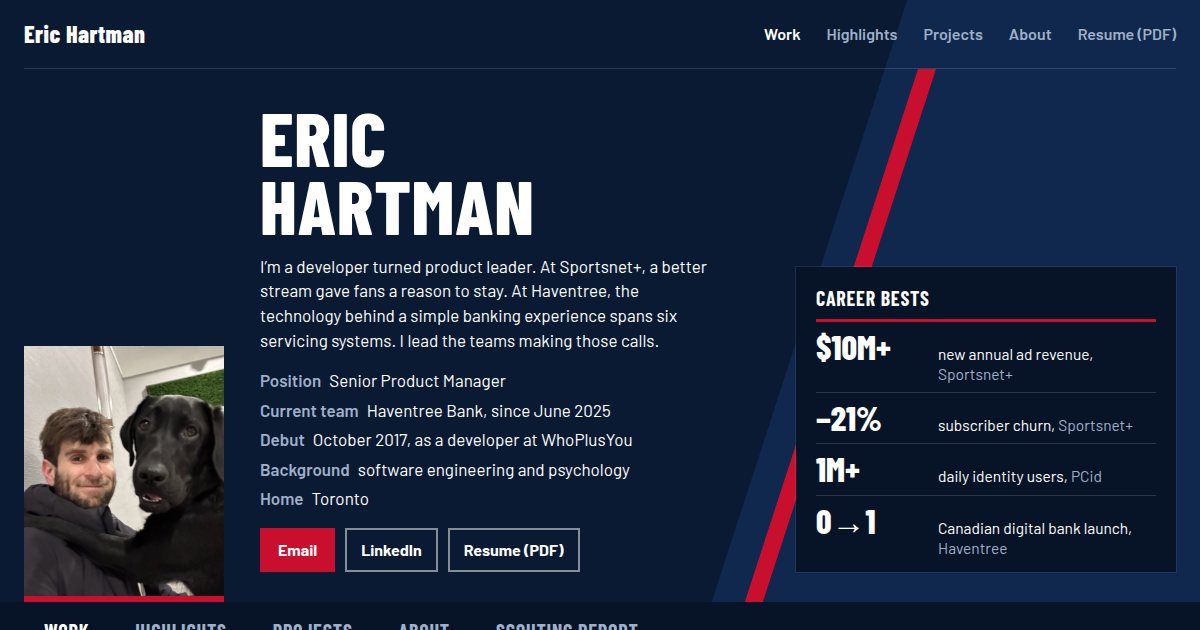 Eric Hartman
Work Highlights Projects About Resume (PDF)
ERIC
HARTMAN
I’m a developer turned product leader. At Sportsnet+, a better
stream gave fans a reason to stay. At Haventree, the
technology behind a simple banking experience spans six
servicing systems. I lead the teams making those calls.
Position Senior Product Manager
Current team Haventree Bank, since June 2025
Debut October 2017, as a developer at WhoPlusYou
Background software engineering and psychology
Home Toronto
Email LinkedIn Resume (PDF)
CAREER BESTS
$10M+ new annual ad revenue,
Sportsnet+
−21% subscriber churn, Sportsnet+
1M+ daily identity users, PCid
0→1 Canadian digital bank launch,
Haventree
WORK HIGHLIGHTS PROJECTS ABOUT SCOUTING REPORT